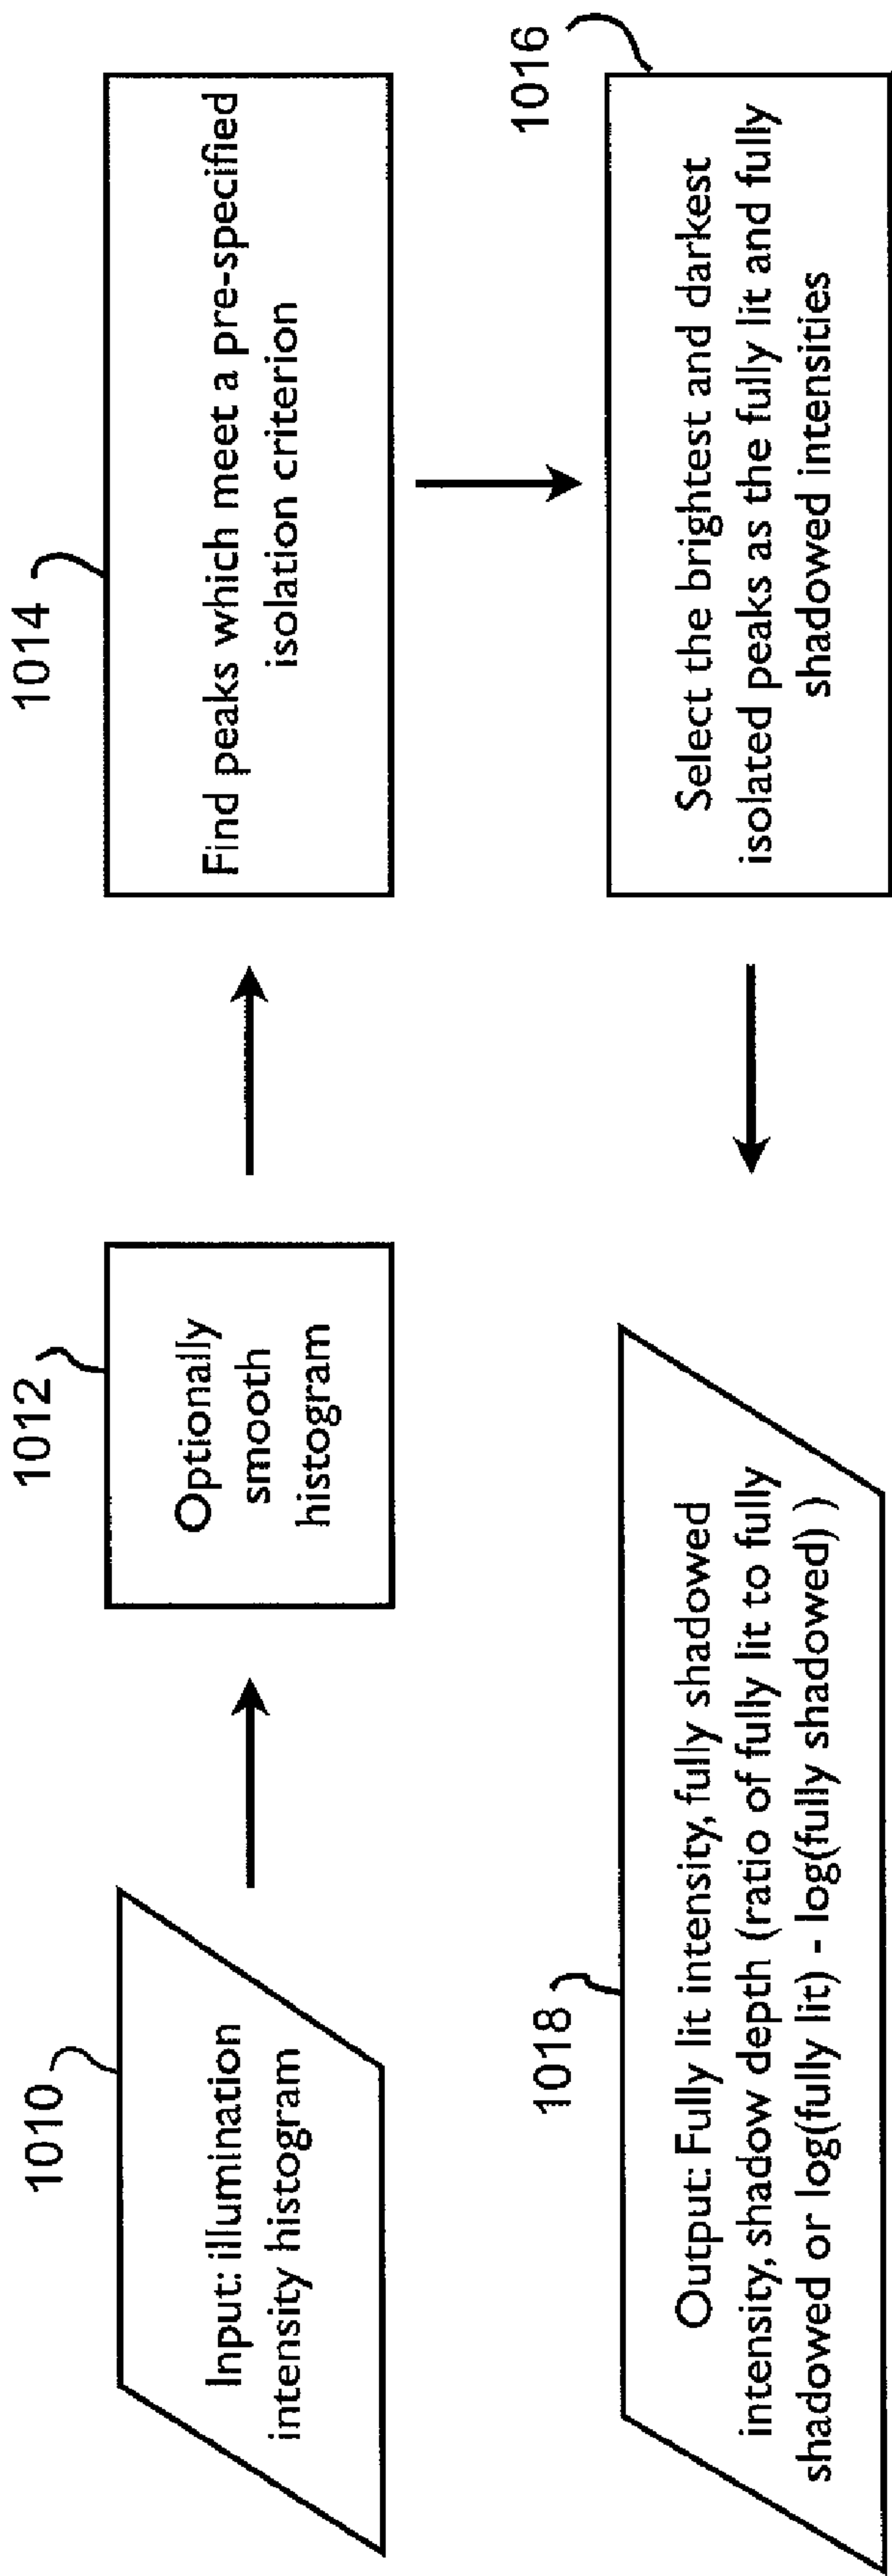 1010
Input: illumination
intensity histogram
1012
Optionally
smooth
histogram
1014
Find peaks which meet a pre-specified
isolation criterion
1016
Select the brightest and darkest
isolated peaks as the fully lit and fully
shadowed intensities
1018
Output: Fully lit intensity, fully shadowed
intensity, shadow depth (ratio of fully lit to fully
shadowed or log(fully lit) - log(fully shadowed) )